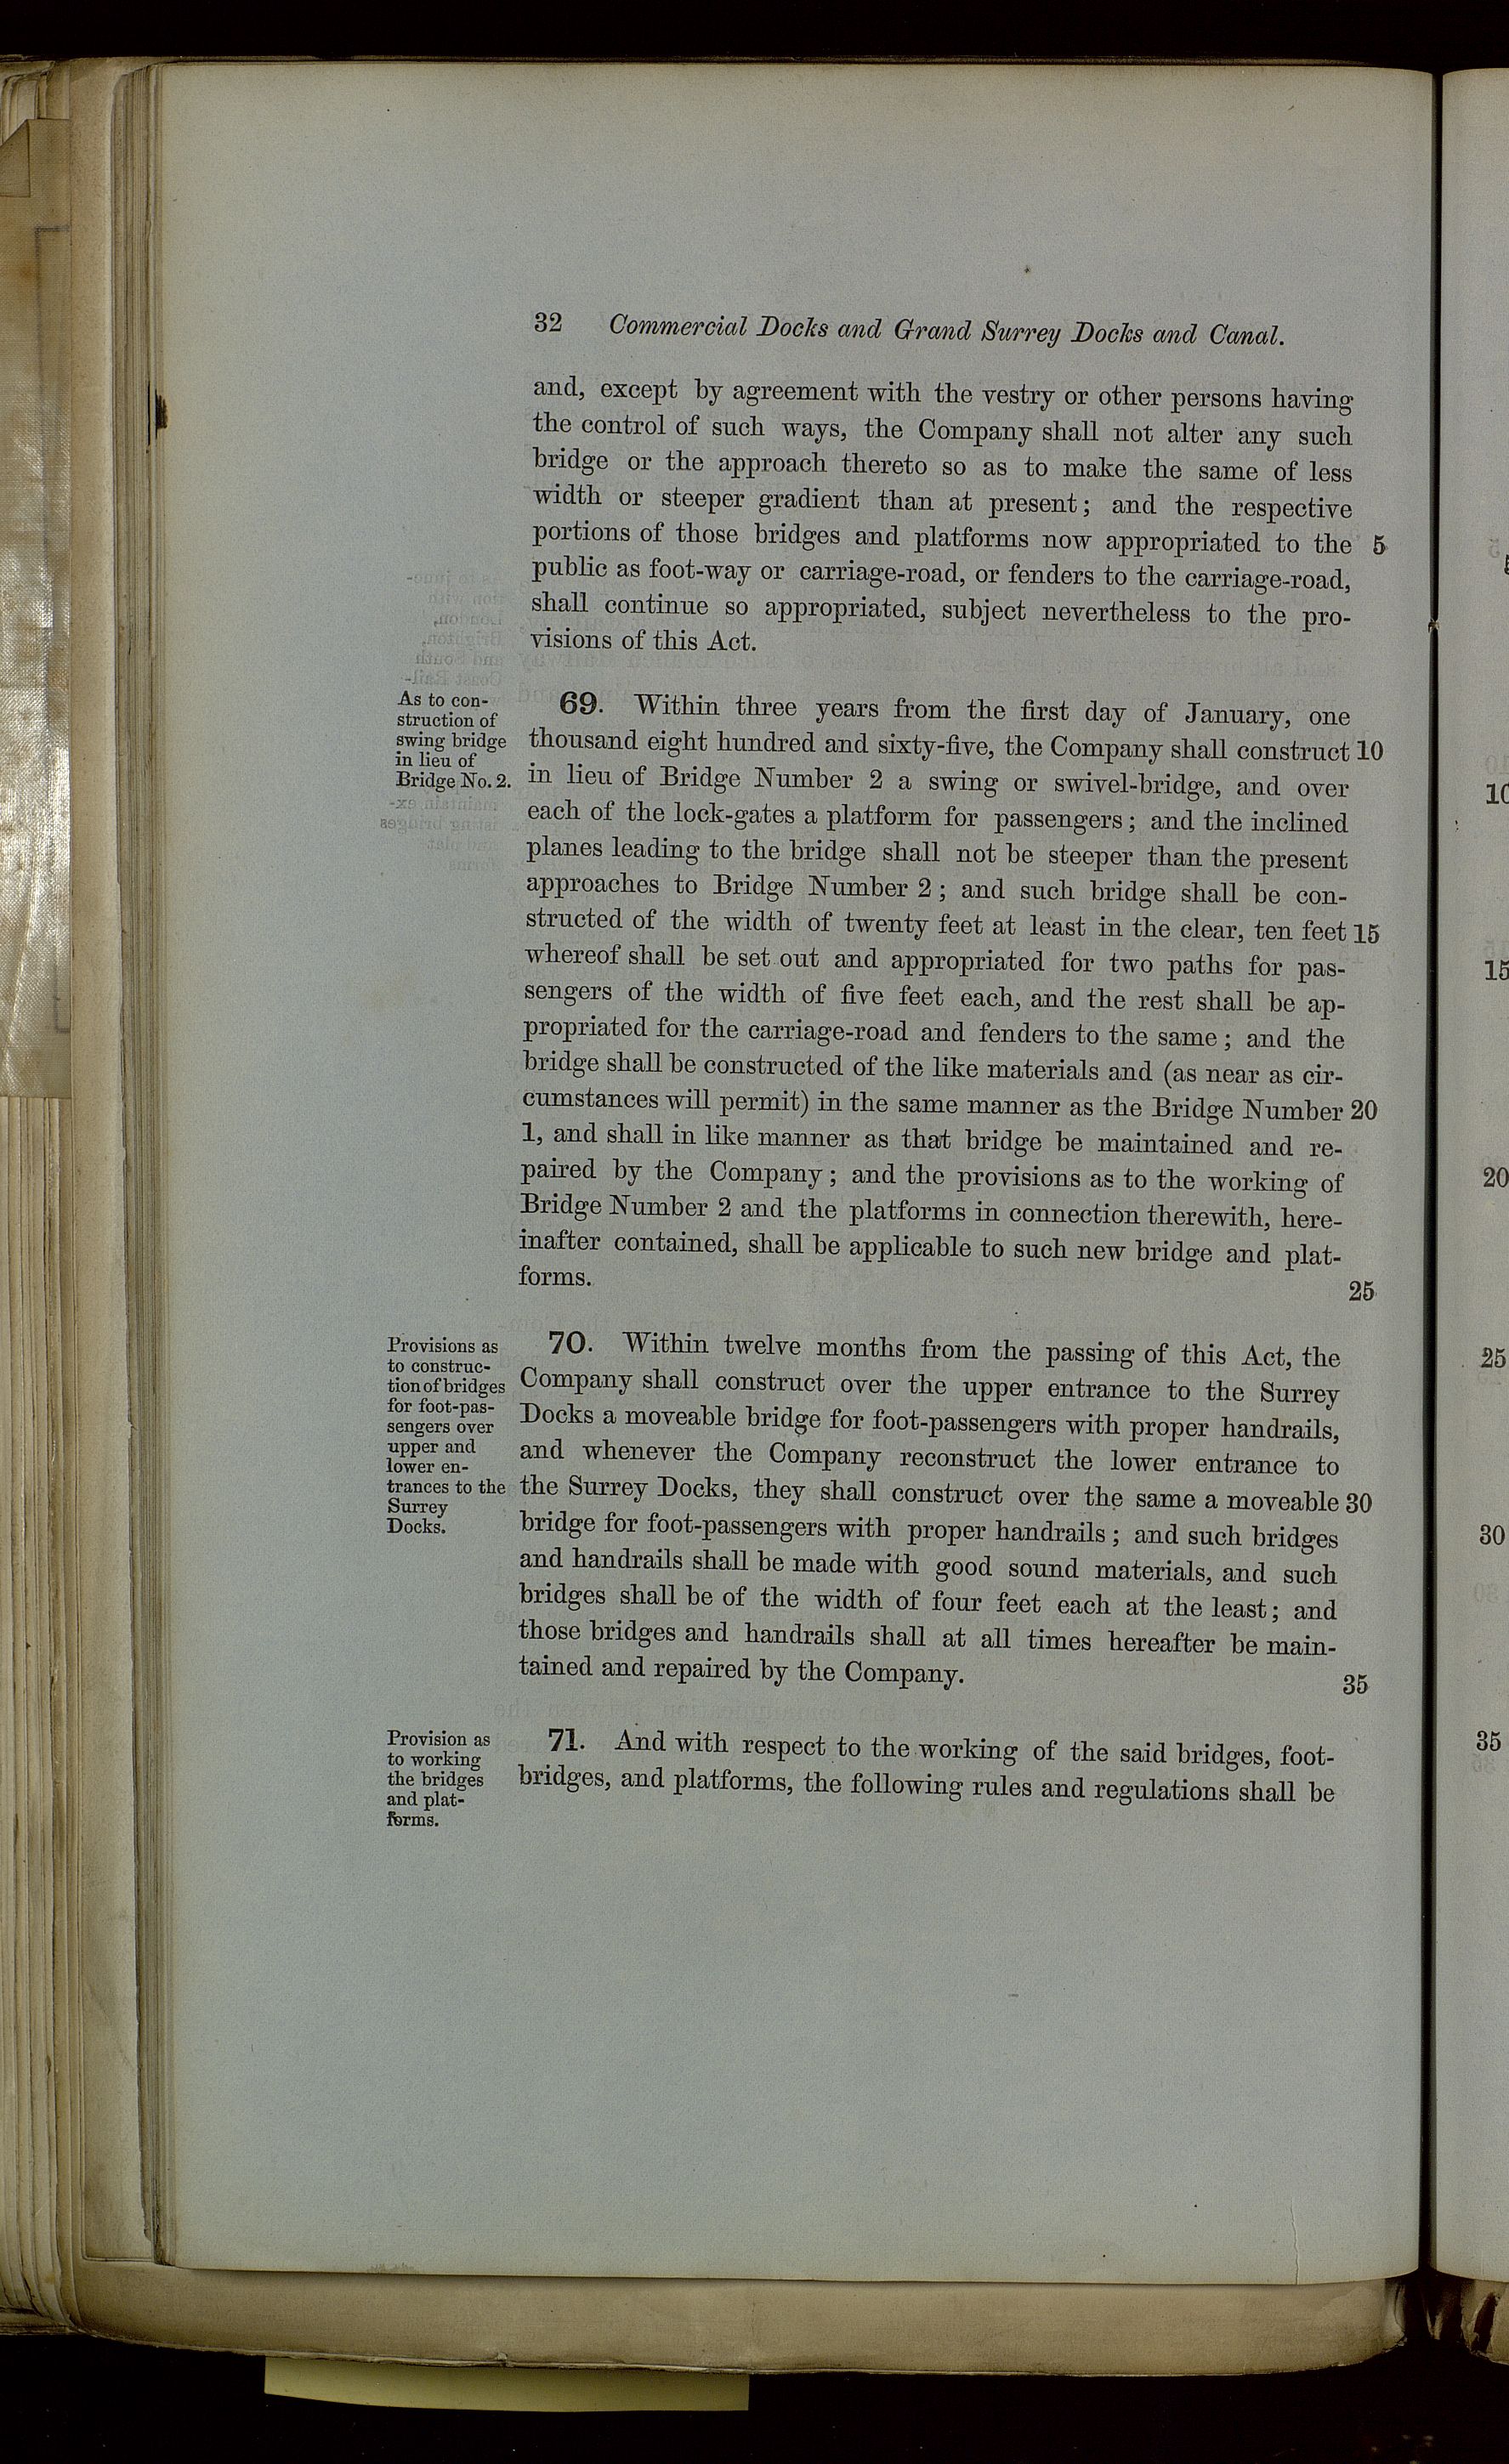 32 Commercial Docks and Grand Surrey Docks and Canal.
and, except by agreement with the vestry or other persons having
the control of such ways, the Company shall not alter any such
bridge or the approach thereto so as to make the same of less
width or steeper gradient than at present; and the respective
portions of those bridges and platforms now appropriated to the 5
public as foot-way or carriage-road, or fenders to the carriage-road,
shall continue so appropriated, subject nevertheless to the pro-
visions of this Act.
As to con-
struction of
swing bridge
in lieu of
Bridge No. 2.
69. Within three years from the first day of January, one
thousand eight hundred and sixty-five, the Company shall construct 10
in lieu of Bridge Number 2 a swing or swivel-bridge, and over
each of the lock-gates a platform for passengers; and the inclined
planes leading to the bridge shall not be steeper than the present
approaches to Bridge Number 2; and such bridge shall be con-
structed of the width of twenty feet at least in the clear, ten feet 15
whereof shall be set out and appropriated for two paths for pas-
sengers of the width of five feet each, and the rest shall be ap-
propriated for the carriage-road and fenders to the same; and the
bridge shall be constructed of the like materials and (as near as cir-
cumstances will permit) in the same manner as the Bridge Number 20
1, and shall in like manner as that bridge be maintained and re-
paired by the Company; and the provisions as to the working of
Bridge Number 2 and the platforms in connection therewith, here-
inafter contained, shall be applicable to such new bridge and plat-
forms. 25
Provisions as
to construc-
tion of bridges
for foot-pas-
sengers over
upper and
lower en-
trances to the
Surrey
Docks.
70. Within twelve months from the passing of this Act, the
Company shall construct over the upper entrance to the Surrey
Docks a moveable bridge for foot-passengers with proper handrails,
and whenever the Company reconstruct the lower entrance to
the Surrey Docks, they shall construct over the same a moveable 30
bridge for foot-passengers with proper handrails; and such bridges
and handrails shall be made with good sound materials, and such
bridges shall be of the width of four feet each at the least; and
those bridges and handrails shall at all times hereafter be main-
tained and repaired by the Company. 35
Provision as
to working
the bridges
and plat-
forms.
71. And with respect to the working of the said bridges, foot-
bridges, and platforms, the following rules and regulations shall be
10
15
20
25
30
35